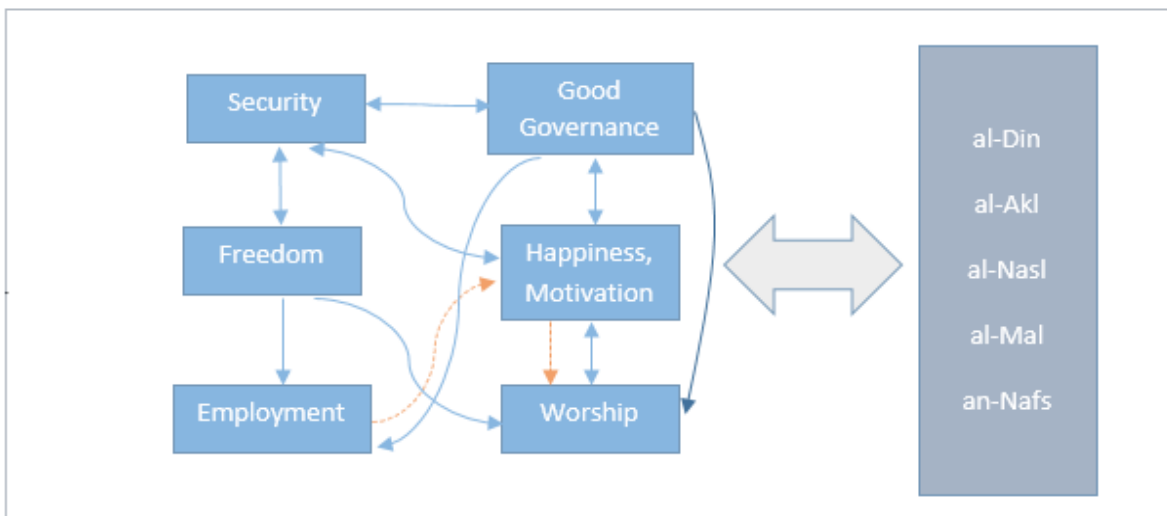 Security
Good
Governance
Freedom
Happiness,
Motivation
Employment
Worship
al-Din
al-Akl
al-Nasl
al-Mal
an-Nafs